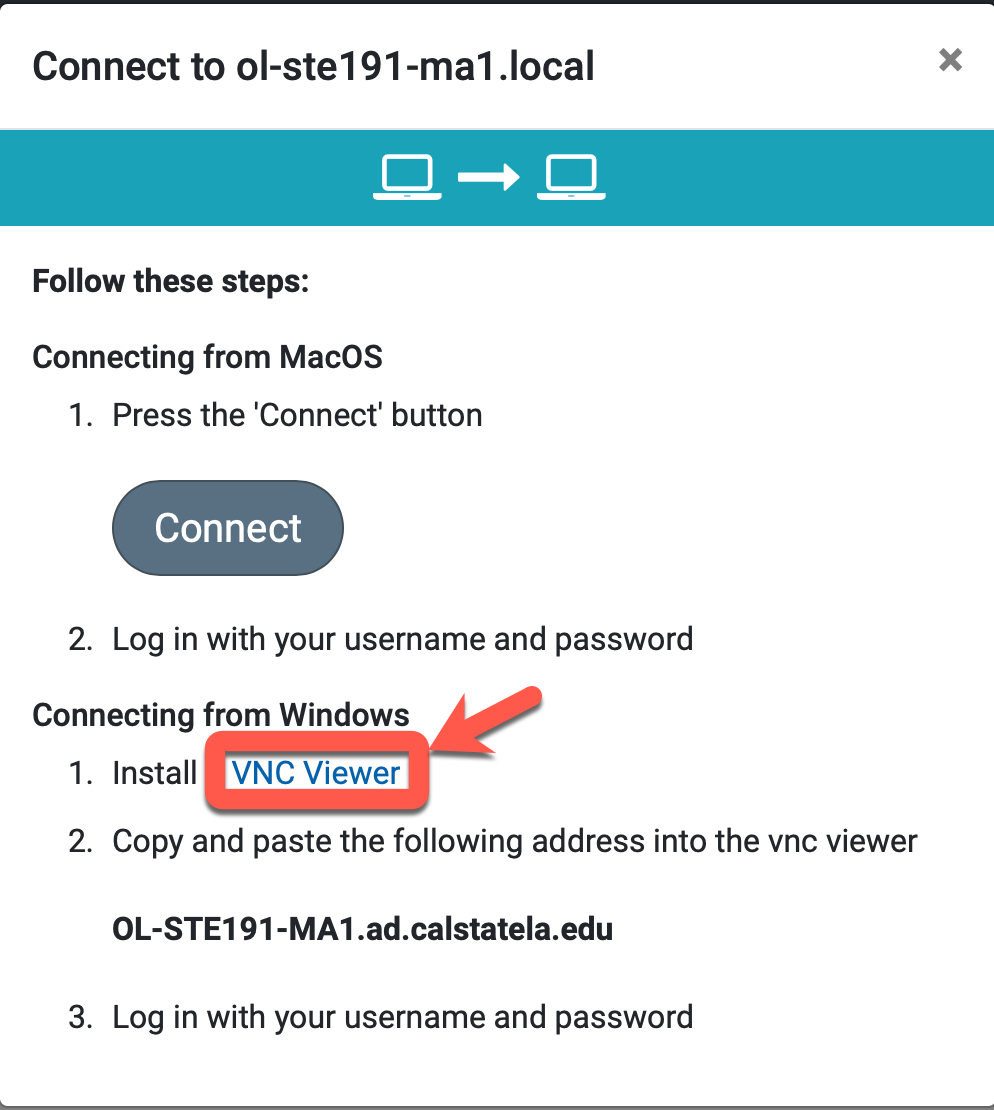 Connect to ol-ste191-ma1.local
×
Follow these steps:
Connecting from MacOS
1. Press the 'Connect' button
Connect
2. Log in with your username and password
Connecting from Windows
1. Install VNC Viewer
2. Copy and paste the following address into the vnc viewer
OL-STE191-MA1.ad.calstatela.edu
3. Log in with your username and password